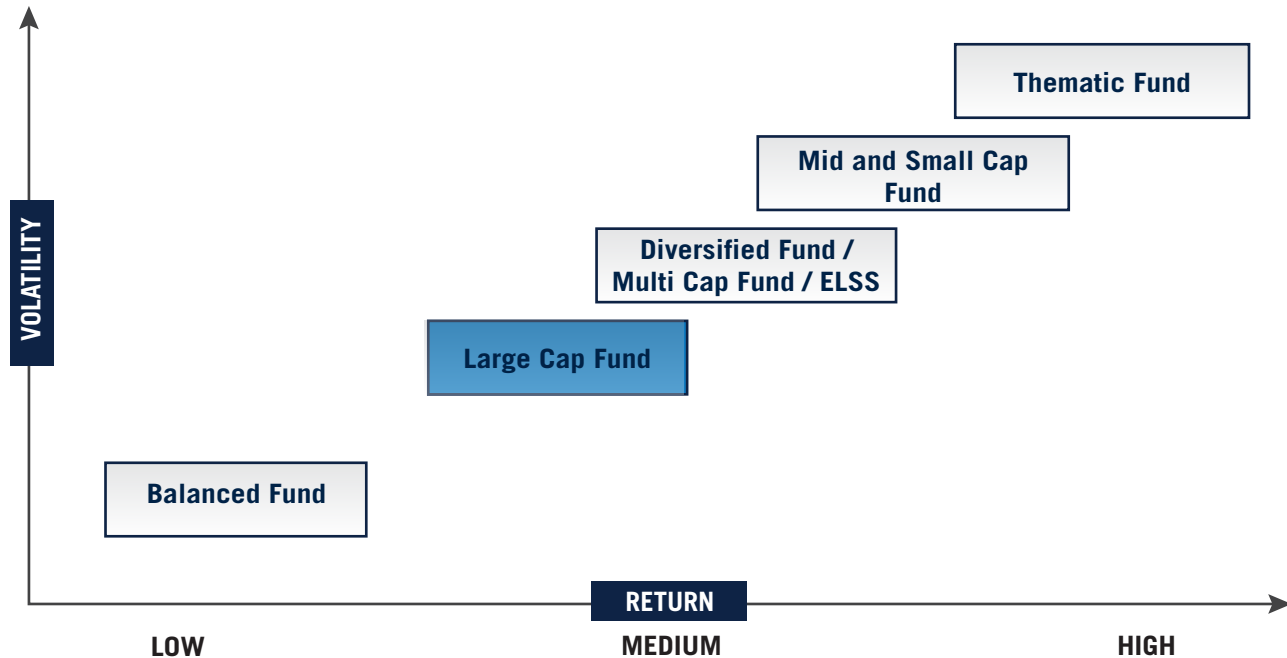 Thematic Fund
Mid and Small Cap
Fund
Diversified Fund /
Multi Cap Fund / ELSS
VOLATILITY
Large Cap Fund
Balanced Fund
RETURN
LOW
MEDIUM
HIGH